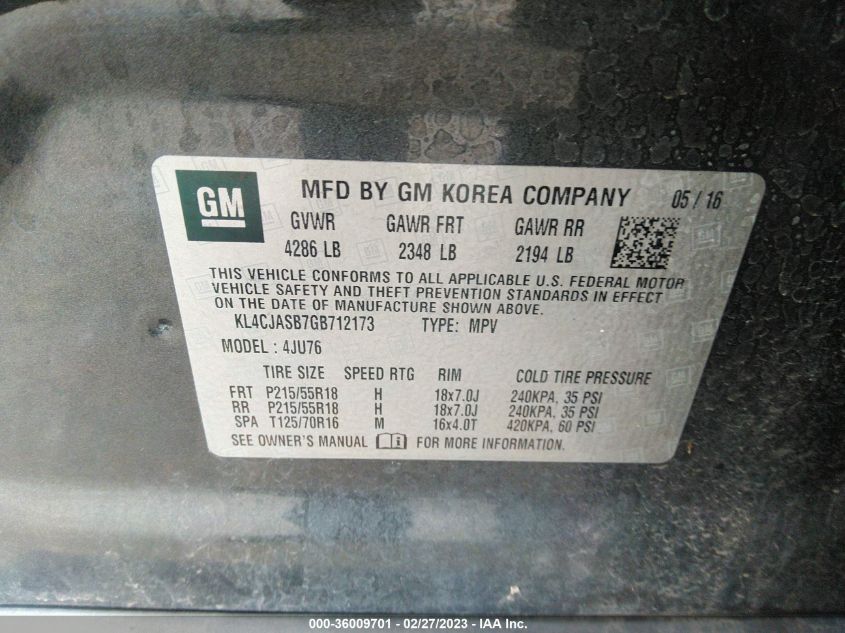 GM MFD BY GM KOREA COMPANY 05 / 16
GVWR GAWR FRT GAWR RR
4286 LB 2348 LB 2194 LB
THIS VEHICLE CONFORMS TO ALL APPLICABLE U.S. FEDERAL MOTOR
VEHICLE SAFETY AND THEFT PREVENTION STANDARDS IN EFFECT
ON THE DATE OF MANUFACTURE SHOWN ABOVE.
KL4CJASB7GB712173 TYPE: MPV
MODEL : 4JU76
TIRE SIZE SPEED RTG RIM COLD TIRE PRESSURE
FRT P215/55R18 H 18x7.0J 240KPA, 35 PSI
RR P215/55R18 H 18x7.0J 240KPA, 35 PSI
SPA T125/70R16 M 16x4.0T 420KPA, 60 PSI
SEE OWNER'S MANUAL FOR MORE INFORMATION.
000-36009701 - 02/27/2023 - IAA Inc.